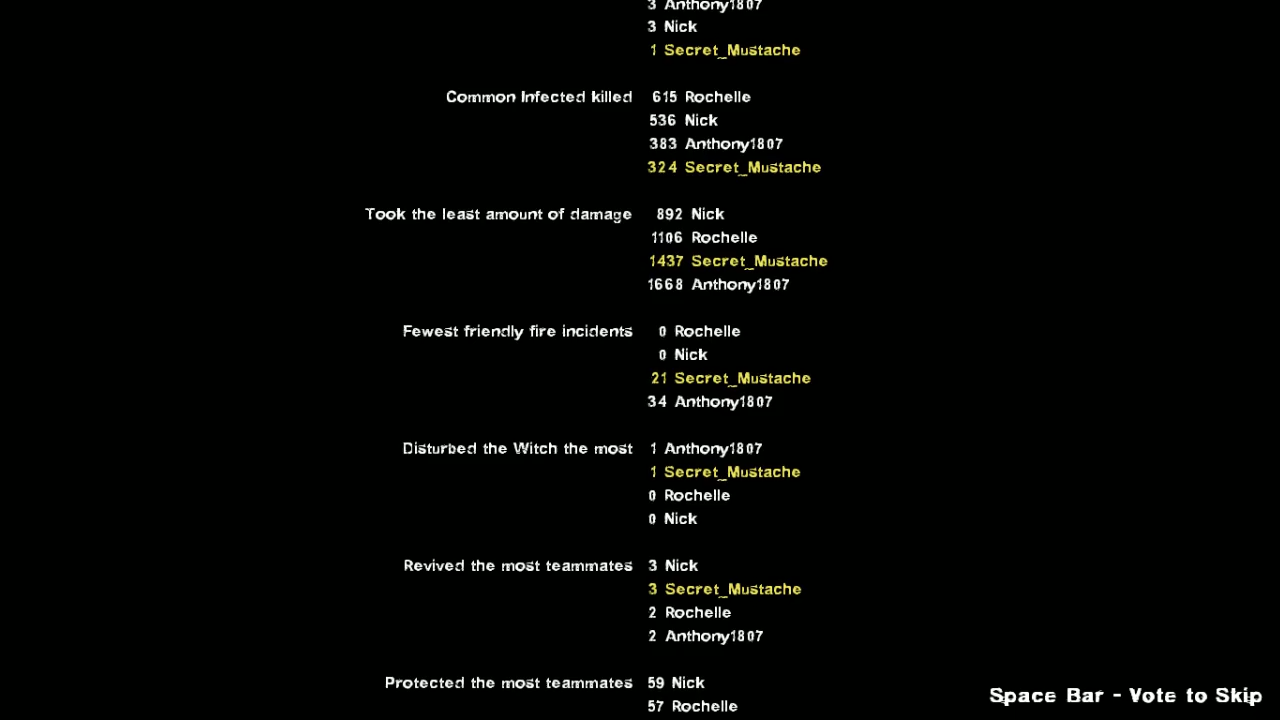 3 Anthony1807
3 Nick
1 Secret_Mustache
Common Infected killed 615 Rochelle
536 Nick
383 Anthony1807
324 Secret_Mustache
Took the least amount of damage 892 Nick
1106 Rochelle
1437 Secret_Mustache
1668 Anthony1807
Fewest friendly fire incidents 0 Rochelle
0 Nick
21 Secret_Mustache
34 Anthony1807
Disturbed the Witch the most 1 Anthony1807
1 Secret_Mustache
0 Rochelle
0 Nick
Revived the most teammates 3 Nick
3 Secret_Mustache
2 Rochelle
2 Anthony1807
Protected the most teammates 59 Nick
57 Rochelle
Space Bar - Vote to Skip